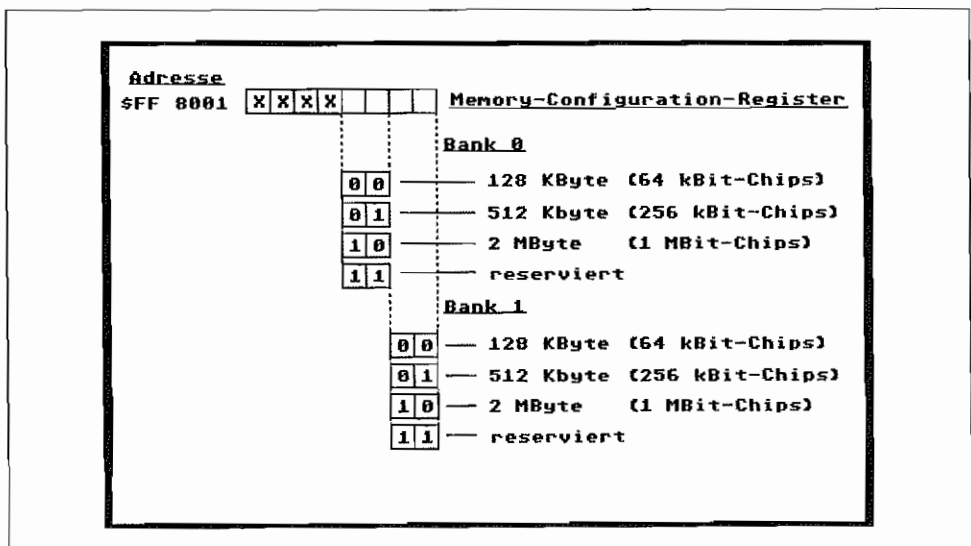 Adresse
$FF 8001 X X X X Memory-Configuration-Register
Bank 0
0 0 128 KByte (64 kBit-Chips)
0 1 512 Kbyte (256 kBit-Chips)
1 0 2 MByte (1 MBit-Chips)
1 1 reserviert
Bank 1
0 0 128 KByte (64 kBit-Chips)
0 1 512 Kbyte (256 kBit-Chips)
1 0 2 MByte (1 MBit-Chips)
1 1 reserviert